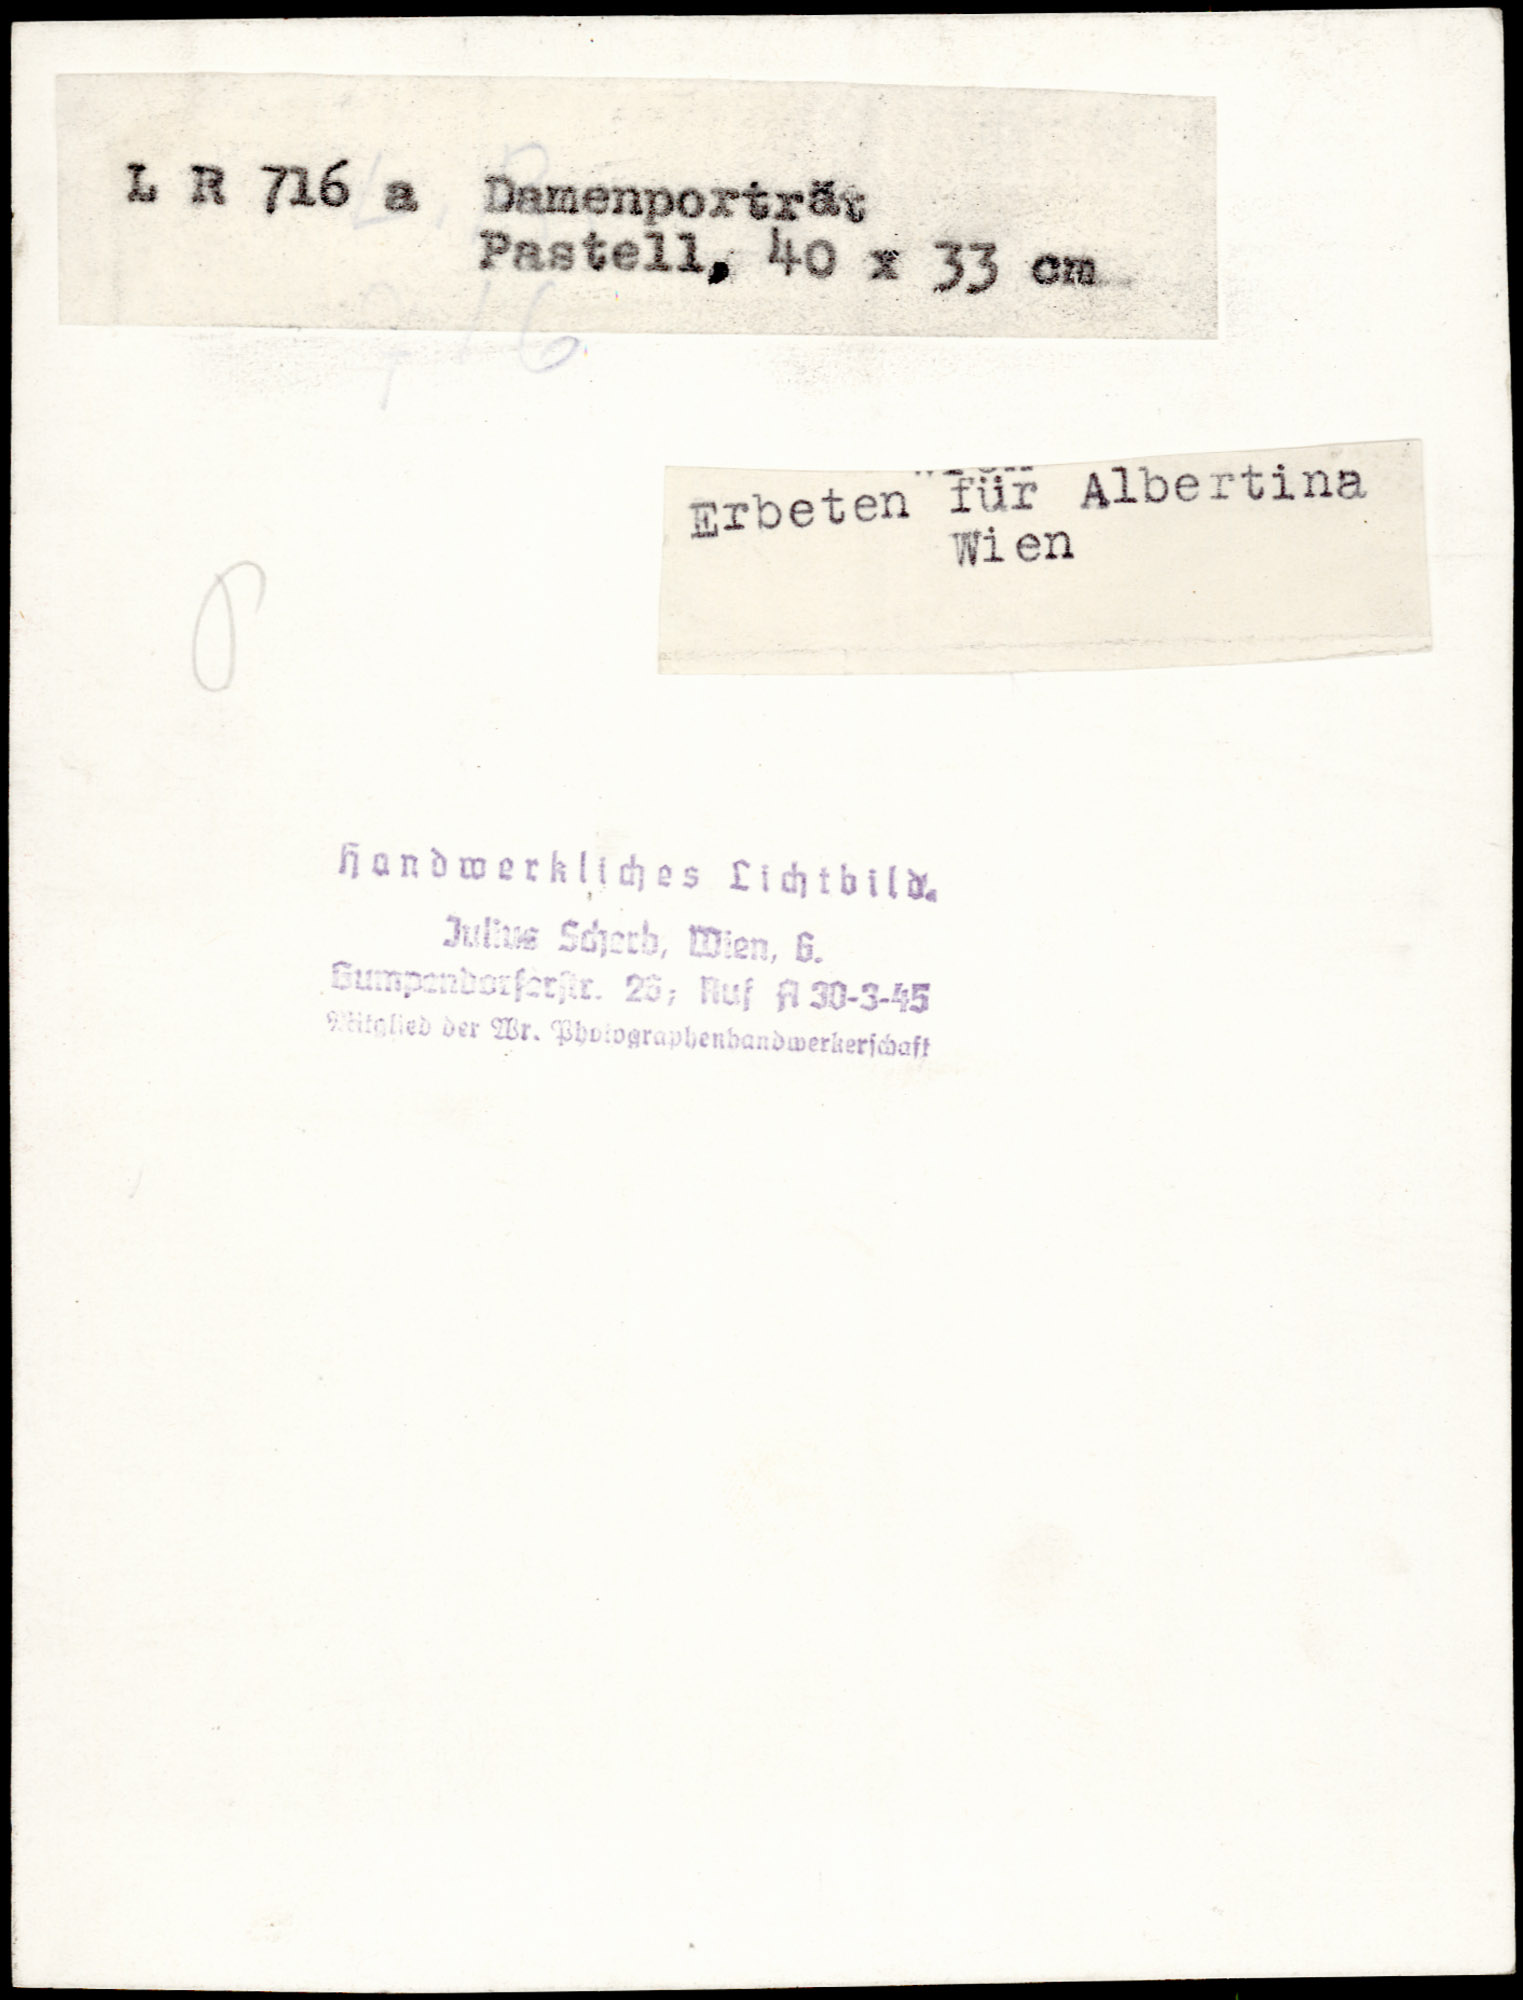 L R 716 a Damenporträt
Pastell, 40 x 33 cm
L. R.
716
Erbeten für Albertina
Wien
Handwerkliches Lichtbild.
Julius Scherb, Wien, 6.
Gumpendorferstr. 26; Ruf A 30-3-45
Mitglied der Wr. Photographenhandwerkerschaft